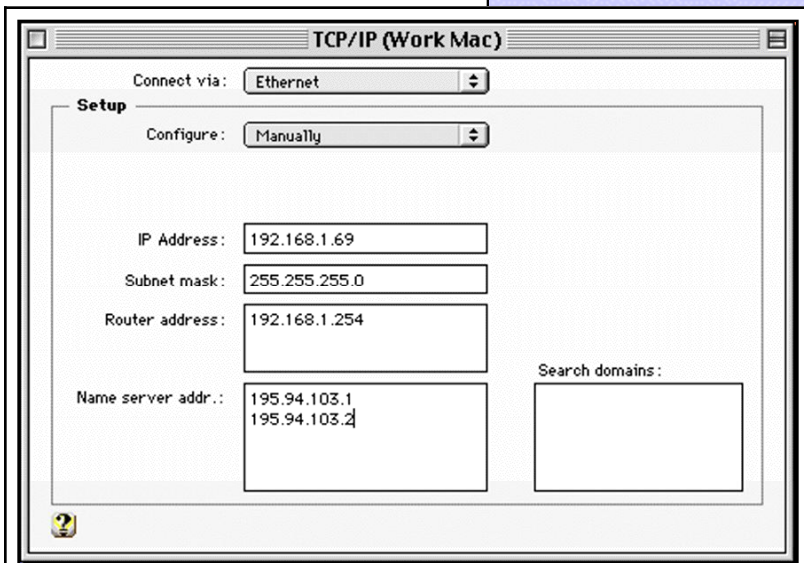 TCP/IP (Work Mac)
Connect via: Ethernet
Setup
Configure: Manually
IP Address: 192.168.1.69
Subnet mask: 255.255.255.0
Router address: 192.168.1.254
Search domains:
Name server addr.: 195.94.103.1
195.94.103.2
?